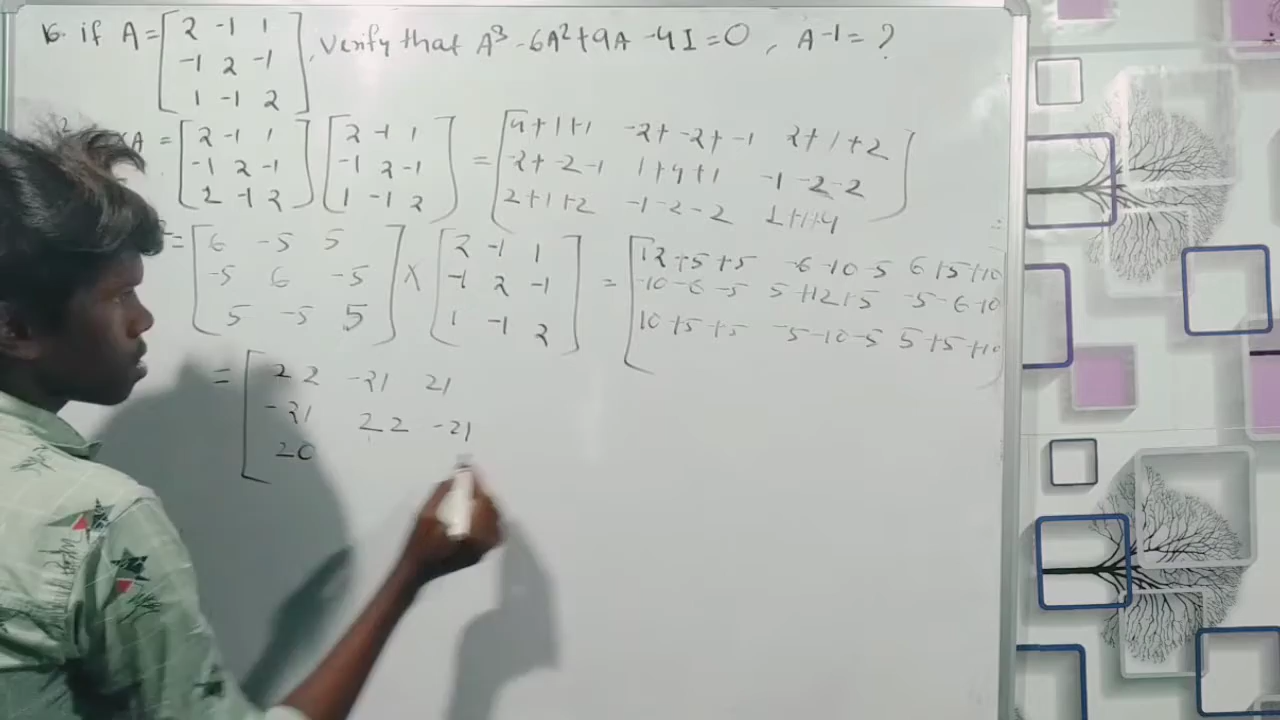 16. if A = [ 2 -1 1 , Verify that A³ - 6A² + 9A - 4I = 0 , A-1 = ?
-1 2 -1
1 -1 2 ]
² A = [ 2 -1 1 [ 2 -1 1 = [ 4+1+1 -2+-2+-1 2+1+2
-1 2 -1 -1 2 -1 -2+-2-1 1+4+1 -1-2-2
2 -1 2 ] 1 -1 2 ] 2+1+2 -1-2-2 1+1+4 ]
= [ 6 -5 5 × [ 2 -1 1 = [ 12+5+5 -6-10-5 6+5+10
-5 6 -5 -1 2 -1 -10-6-5 5+12+5 -5-6-10
5 -5 5 ] 1 -1 2 ] 10+5+5 -5-10-5 5+5+10 ]
= [ 22 -21 21
-21 22 -21
20